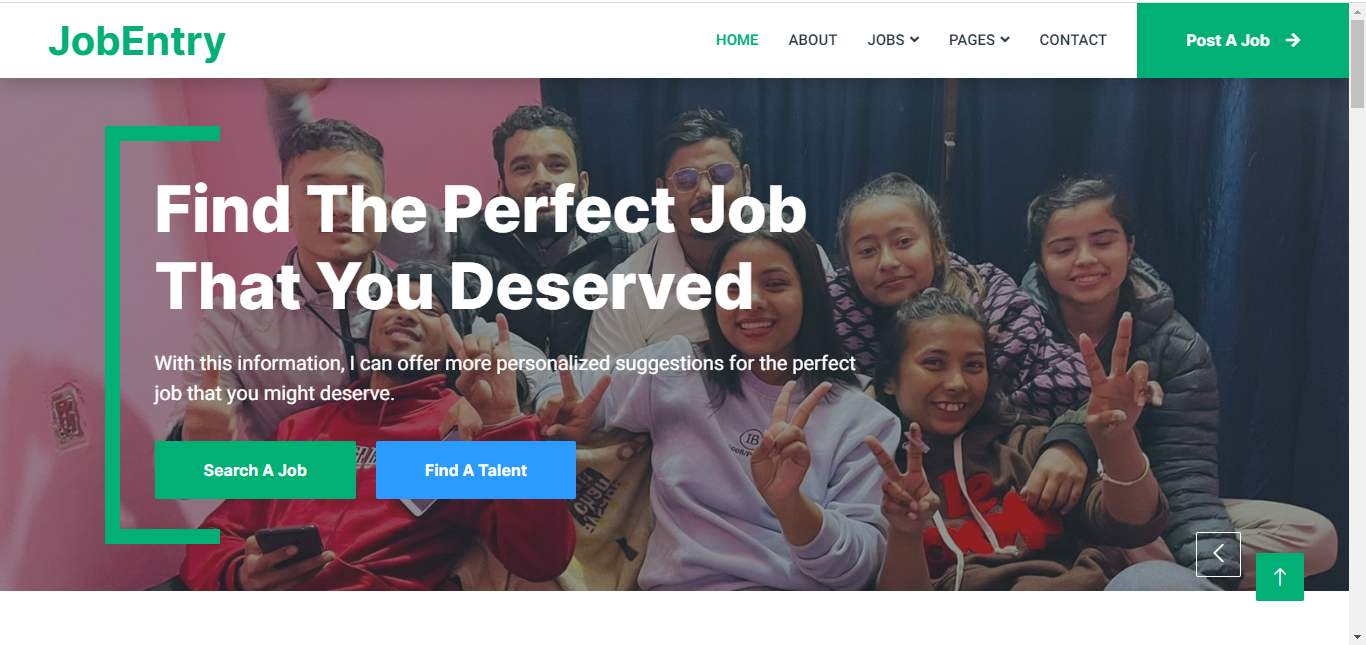 JobEntry
HOME ABOUT JOBS PAGES CONTACT Post A Job
Find The Perfect Job
That You Deserved
With this information, I can offer more personalized suggestions for the perfect
job that you might deserve.
Search A Job Find A Talent
IB